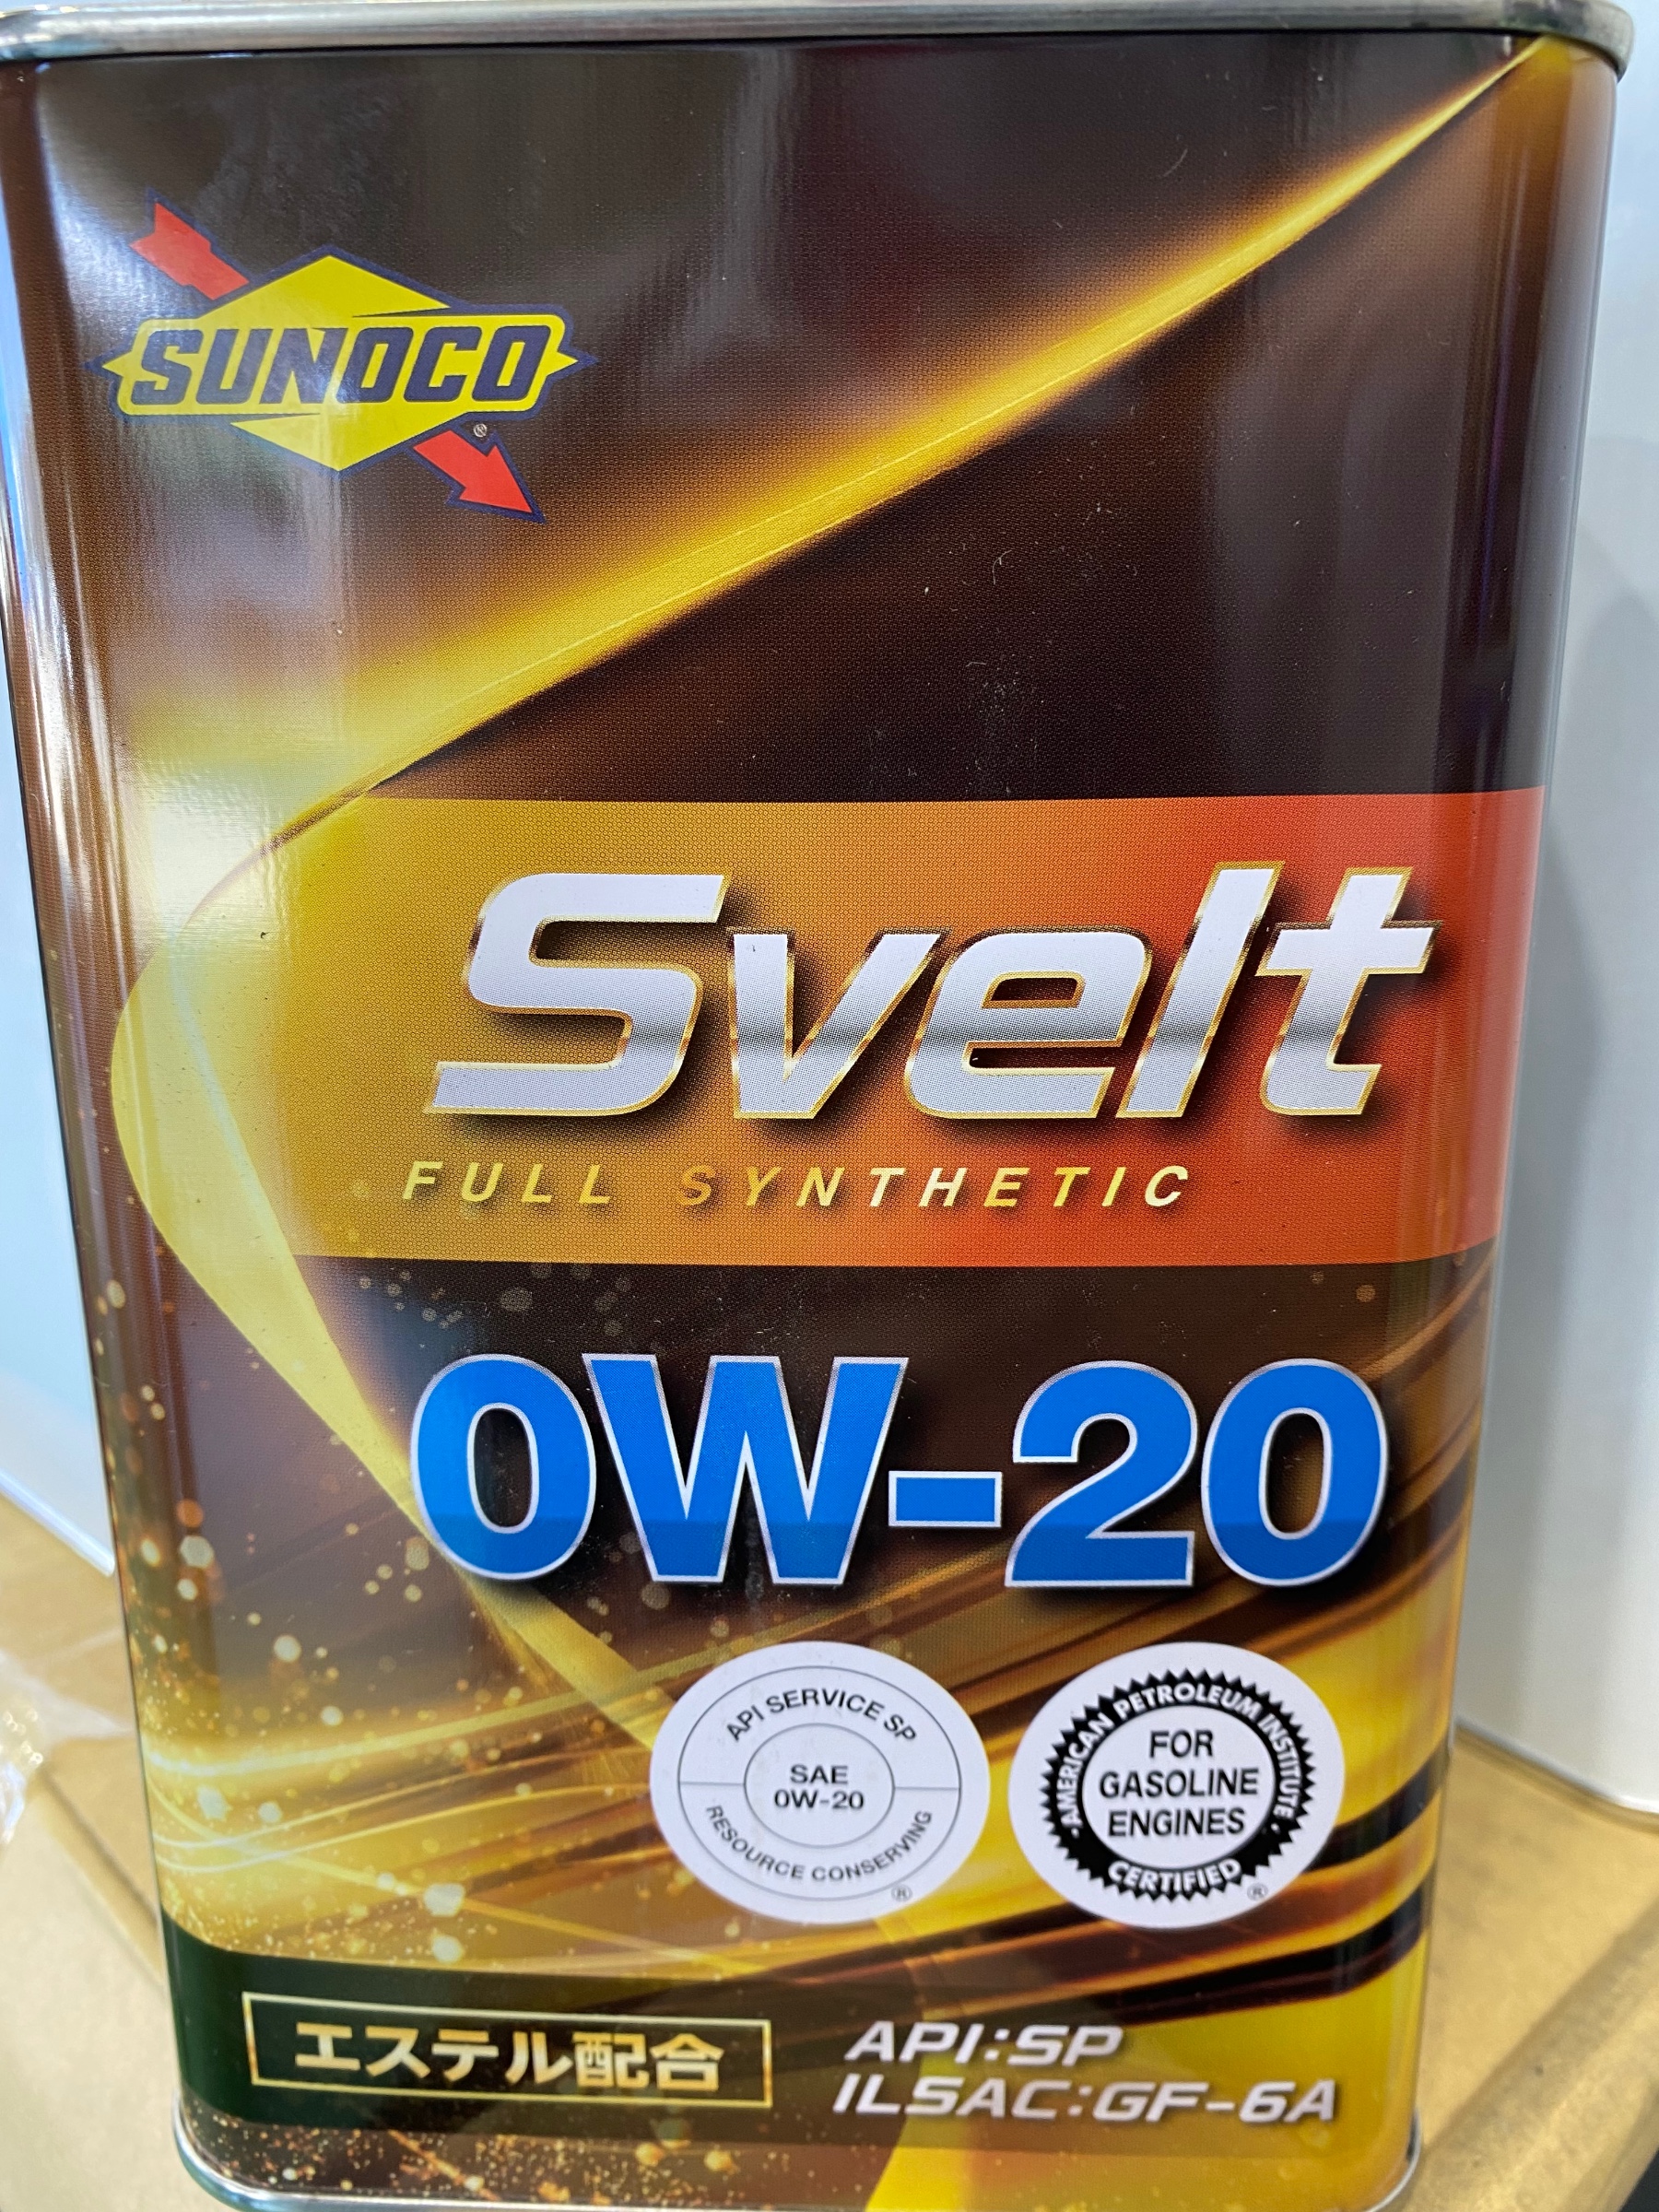 SUNOCO®
Svelt
FULL SYNTHETIC
0W-20
API SERVICE SP
SAE
0W-20
RESOURCE CONSERVING
®
AMERICAN PETROLEUM INSTITUTE
FOR
GASOLINE
ENGINES
CERTIFIED
®
エステル配合
API:SP
ILSAC:GF-6A